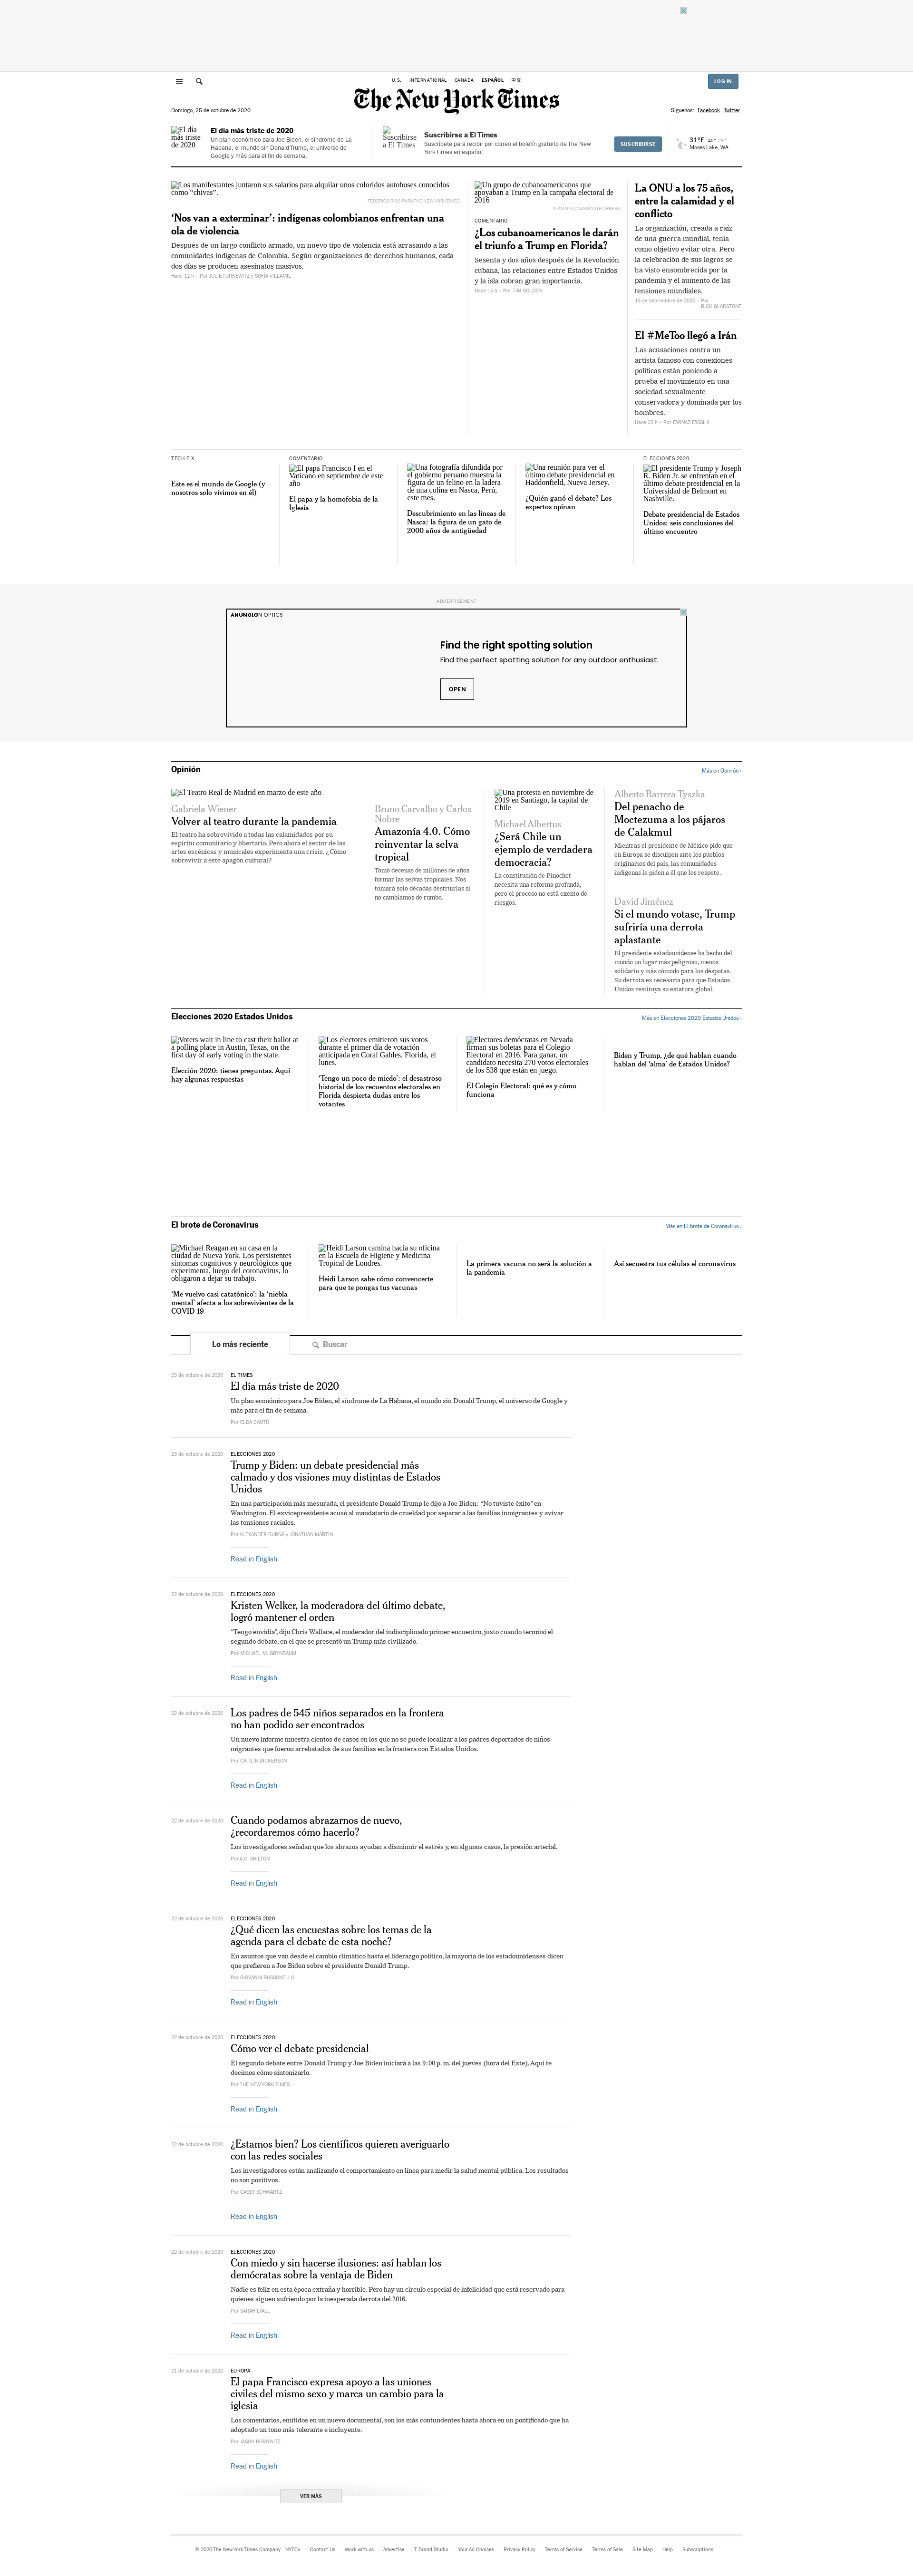 U.S. INTERNATIONAL CANADA ESPAÑOL 中文
LOG IN
The New York Times
Domingo, 25 de octubre de 2020
Síguenos: Facebook Twitter
El día más triste de 2020
El día más triste de 2020
Un plan económico para Joe Biden, el síndrome de La
Habana, el mundo sin Donald Trump, el universo de
Google y más para el fin de semana.
Suscribirse a El Times
Suscribirse a El Times
Suscríbete para recibir por correo el boletín gratuito de The New
York Times en español.
SUSCRIBIRSE
31°F 45° 27°
Moses Lake, WA
Los manifestantes juntaron sus salarios para alquilar unos coloridos autobuses conocidos
como “chivas”.
FEDERICO RIOS PARA THE NEW YORK TIMES
‘Nos van a exterminar’: indígenas colombianos enfrentan una
ola de violencia
Después de un largo conflicto armado, un nuevo tipo de violencia está arrasando a las
comunidades indígenas de Colombia. Según organizaciones de derechos humanos, cada
dos días se producen asesinatos masivos.
Hace 12 h - Por JULIE TURKEWITZ y SOFÍA VILLAMIL
Un grupo de cubanoamericanos que
apoyaban a Trump en la campaña electoral de
2016
ALAN DIAZ/ASSOCIATED PRESS
COMENTARIO
¿Los cubanoamericanos le darán
el triunfo a Trump en Florida?
Sesenta y dos años después de la Revolución
cubana, las relaciones entre Estados Unidos
y la isla cobran gran importancia.
Hace 15 h - Por TIM GOLDEN
La ONU a los 75 años,
entre la calamidad y el
conflicto
La organización, creada a raíz
de una guerra mundial, tenía
como objetivo evitar otra. Pero
la celebración de sus logros se
ha visto ensombrecida por la
pandemia y el aumento de las
tensiones mundiales.
15 de septiembre de 2020 - Por
RICK GLADSTONE
El #MeToo llegó a Irán
Las acusaciones contra un
artista famoso con conexiones
políticas están poniendo a
prueba el movimiento en una
sociedad sexualmente
conservadora y dominada por los
hombres.
Hace 23 h - Por FARNAZ FASSIHI
TECH FIX
Este es el mundo de Google (y
nosotros solo vivimos en él)
COMENTARIO
El papa Francisco I en el
Vaticano en septiembre de este
año
El papa y la homofobia de la
Iglesia
Una fotografía difundida por
el gobierno peruano muestra la
figura de un felino en la ladera
de una colina en Nasca, Perú,
este mes.
Descubrimiento en las líneas de
Nasca: la figura de un gato de
2000 años de antigüedad
Una reunión para ver el
último debate presidencial en
Haddonfield, Nueva Jersey.
¿Quién ganó el debate? Los
expertos opinan
ELECCIONES 2020
El presidente Trump y Joseph
R. Biden Jr. se enfrentan en el
último debate presidencial en la
Universidad de Belmont en
Nashville.
Debate presidencial de Estados
Unidos: seis conclusiones del
último encuentro
ADVERTISEMENT
ANUNCIO OPTICS
Find the right spotting solution
Find the perfect spotting solution for any outdoor enthusiast.
OPEN
Opinión
Más en Opinión ›
El Teatro Real de Madrid en marzo de este año
Gabriela Wiener
Volver al teatro durante la pandemia
El teatro ha sobrevivido a todas las calamidades por su
espíritu comunitario y libertario. Pero ahora el sector de las
artes escénicas y musicales experimenta una crisis. ¿Cómo
sobrevivir a este apagón cultural?
Bruno Carvalho y Carlos
Nobre
Amazonía 4.0. Cómo
reinventar la selva
tropical
Tomó decenas de millones de años
formar las selvas tropicales. Nos
tomará solo décadas destruirlas si
no cambiamos de rumbo.
Una protesta en noviembre de
2019 en Santiago, la capital de
Chile
Michael Albertus
¿Será Chile un
ejemplo de verdadera
democracia?
La constitución de Pinochet
necesita una reforma profunda,
pero el proceso no está exento de
riesgos.
Alberto Barrera Tyszka
Del penacho de
Moctezuma a los pájaros
de Calakmul
Mientras el presidente de México pide que
en Europa se disculpen ante los pueblos
originarios del país, las comunidades
indígenas le piden a él que los respete.
David Jiménez
Si el mundo votase, Trump
sufriría una derrota
aplastante
El presidente estadounidense ha hecho del
mundo un lugar más peligroso, menos
solidario y más cómodo para los déspotas.
Su derrota es necesaria para que Estados
Unidos restituya su estatura global.
Elecciones 2020 Estados Unidos
Más en Elecciones 2020 Estados Unidos ›
Voters wait in line to cast their ballot at
a polling place in Austin, Texas, on the
first day of early voting in the state.
Elección 2020: tienes preguntas. Aquí
hay algunas respuestas
Los electores emitieron sus votos
durante el primer día de votación
anticipada en Coral Gables, Florida, el
lunes.
‘Tengo un poco de miedo’: el desastroso
historial de los recuentos electorales en
Florida despierta dudas entre los
votantes
Electores demócratas en Nevada
firman sus boletas para el Colegio
Electoral en 2016. Para ganar, un
candidato necesita 270 votos electorales
de los 538 que están en juego.
El Colegio Electoral: qué es y cómo
funciona
Biden y Trump, ¿de qué hablan cuando
hablan del ‘alma’ de Estados Unidos?
El brote de Coronavirus
Más en El brote de Coronavirus ›
Michael Reagan en su casa en la
ciudad de Nueva York. Los persistentes
síntomas cognitivos y neurológicos que
experimenta, luego del coronavirus, lo
obligaron a dejar su trabajo.
‘Me vuelvo casi catatónico’: la ‘niebla
mental’ afecta a los sobrevivientes de la
COVID-19
Heidi Larson camina hacia su oficina
en la Escuela de Higiene y Medicina
Tropical de Londres.
Heidi Larson sabe cómo convencerte
para que te pongas tus vacunas
La primera vacuna no será la solución a
la pandemia
Así secuestra tus células el coronavirus
Lo más reciente
Buscar
23 de octubre de 2020 EL TIMES
El día más triste de 2020
Un plan económico para Joe Biden, el síndrome de La Habana, el mundo sin Donald Trump, el universo de Google y
más para el fin de semana.
Por ELDA CANTÚ
23 de octubre de 2020 ELECCIONES 2020
Trump y Biden: un debate presidencial más
calmado y dos visiones muy distintas de Estados
Unidos
En una participación más mesurada, el presidente Donald Trump le dijo a Joe Biden: “No tuviste éxito” en
Washington. El exvicepresidente acusó al mandatario de crueldad por separar a las familias inmigrantes y avivar
las tensiones raciales.
Por ALEXANDER BURNS y JONATHAN MARTIN
Read in English
22 de octubre de 2020 ELECCIONES 2020
Kristen Welker, la moderadora del último debate,
logró mantener el orden
“Tengo envidia”, dijo Chris Wallace, el moderador del indisciplinado primer encuentro, justo cuando terminó el
segundo debate, en el que se presentó un Trump más civilizado.
Por MICHAEL M. GRYNBAUM
Read in English
22 de octubre de 2020
Los padres de 545 niños separados en la frontera
no han podido ser encontrados
Un nuevo informe muestra cientos de casos en los que no se puede localizar a los padres deportados de niños
migrantes que fueron arrebatados de sus familias en la frontera con Estados Unidos.
Por CAITLIN DICKERSON
Read in English
22 de octubre de 2020
Cuando podamos abrazarnos de nuevo,
¿recordaremos cómo hacerlo?
Los investigadores señalan que los abrazos ayudan a disminuir el estrés y, en algunos casos, la presión arterial.
Por A.C. SHILTON
Read in English
22 de octubre de 2020 ELECCIONES 2020
¿Qué dicen las encuestas sobre los temas de la
agenda para el debate de esta noche?
En asuntos que van desde el cambio climático hasta el liderazgo político, la mayoría de los estadounidenses dicen
que prefieren a Joe Biden sobre el presidente Donald Trump.
Por GIOVANNI RUSSONELLO
Read in English
22 de octubre de 2020 ELECCIONES 2020
Cómo ver el debate presidencial
El segundo debate entre Donald Trump y Joe Biden iniciará a las 9:00 p. m. del jueves (hora del Este). Aquí te
decimos cómo sintonizarlo.
Por THE NEW YORK TIMES
Read in English
22 de octubre de 2020
¿Estamos bien? Los científicos quieren averiguarlo
con las redes sociales
Los investigadores están analizando el comportamiento en línea para medir la salud mental pública. Los resultados
no son positivos.
Por CASEY SCHWARTZ
Read in English
22 de octubre de 2020 ELECCIONES 2020
Con miedo y sin hacerse ilusiones: así hablan los
demócratas sobre la ventaja de Biden
Nadie es feliz en esta época extraña y horrible. Pero hay un círculo especial de infelicidad que está reservado para
quienes siguen sufriendo por la inesperada derrota del 2016.
Por SARAH LYALL
Read in English
21 de octubre de 2020 EUROPA
El papa Francisco expresa apoyo a las uniones
civiles del mismo sexo y marca un cambio para la
iglesia
Los comentarios, emitidos en un nuevo documental, son los más contundentes hasta ahora en un pontificado que ha
adoptado un tono más tolerante e incluyente.
Por JASON HOROWITZ
Read in English
VER MÁS
© 2020 The New York Times Company NYTCo Contact Us Work with us Advertise T Brand Studio Your Ad Choices Privacy Policy Terms of Service Terms of Sale Site Map Help Subscriptions